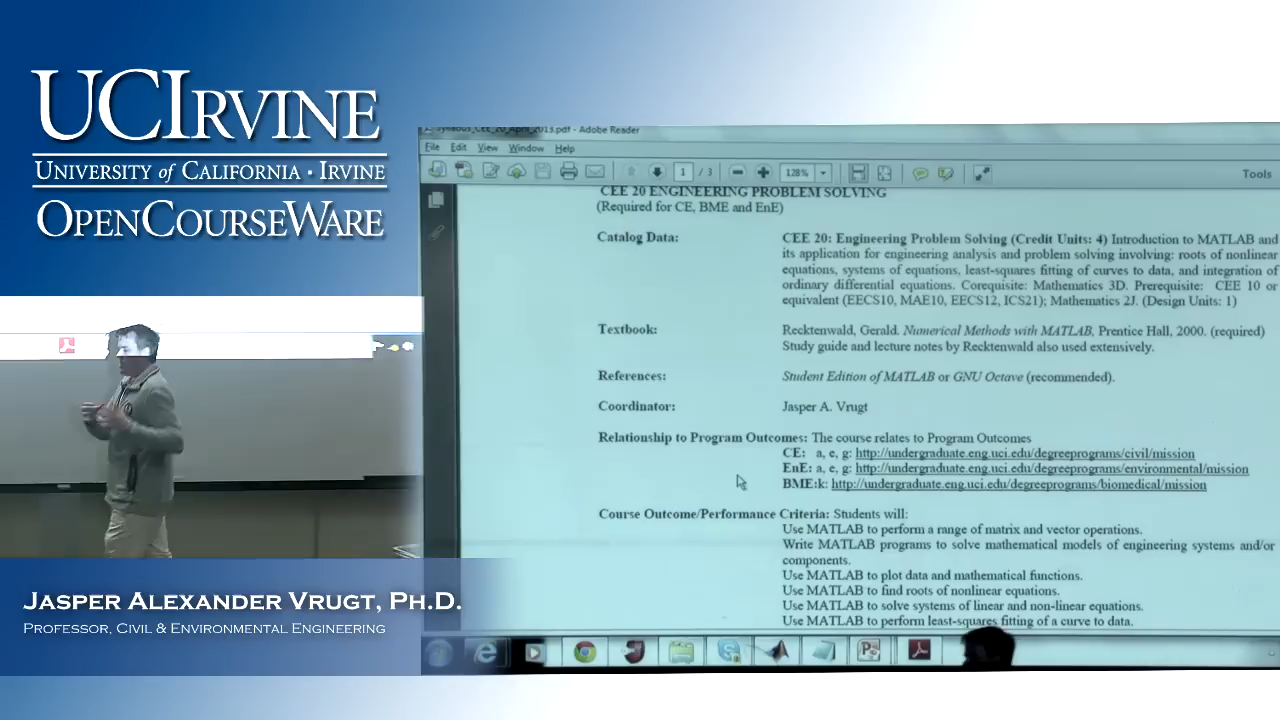 UCIRVINE
UNIVERSITY of CALIFORNIA · IRVINE
OPENCOURSEWARE
JASPER ALEXANDER VRUGT, PH.D.
PROFESSOR, CIVIL & ENVIRONMENTAL ENGINEERING
Syllabus_CEE_20_April_2013.pdf - Adobe Reader
File Edit View Window Help
1 / 3 128% Tools
CEE 20 ENGINEERING PROBLEM SOLVING
(Required for CE, BME and EnE)
Catalog Data: CEE 20: Engineering Problem Solving (Credit Units: 4) Introduction to MATLAB and
its application for engineering analysis and problem solving involving: roots of nonlinear
equations, systems of equations, least-squares fitting of curves to data, and integration of
ordinary differential equations. Corequisite: Mathematics 3D. Prerequisite: CEE 10 or
equivalent (EECS10, MAE10, EECS12, ICS21); Mathematics 2J. (Design Units: 1)
Textbook: Recktenwald, Gerald. Numerical Methods with MATLAB, Prentice Hall, 2000. (required)
Study guide and lecture notes by Recktenwald also used extensively.
References: Student Edition of MATLAB or GNU Octave (recommended).
Coordinator: Jasper A. Vrugt
Relationship to Program Outcomes: The course relates to Program Outcomes
CE: a, e, g: http://undergraduate.eng.uci.edu/degreeprograms/civil/mission
EnE: a, e, g: http://undergraduate.eng.uci.edu/degreeprograms/environmental/mission
BME:k: http://undergraduate.eng.uci.edu/degreeprograms/biomedical/mission
Course Outcome/Performance Criteria: Students will:
Use MATLAB to perform a range of matrix and vector operations.
Write MATLAB programs to solve mathematical models of engineering systems and/or
components.
Use MATLAB to plot data and mathematical functions.
Use MATLAB to find roots of nonlinear equations.
Use MATLAB to solve systems of linear and non-linear equations.
Use MATLAB to perform least-squares fitting of a curve to data.